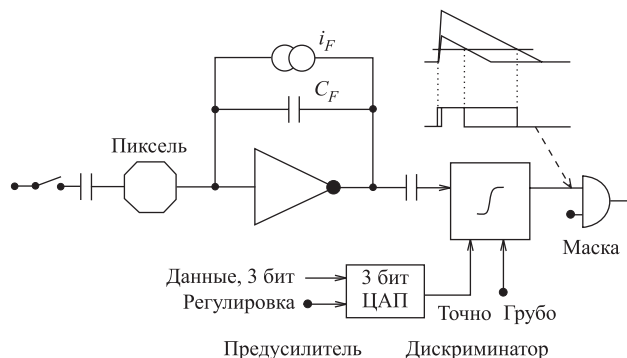 i_F
C_F
Пиксель
Маска
Данные, 3 бит
3 бит
Регулировка
ЦАП
Точно
Грубо
Предусилитель
Дискриминатор